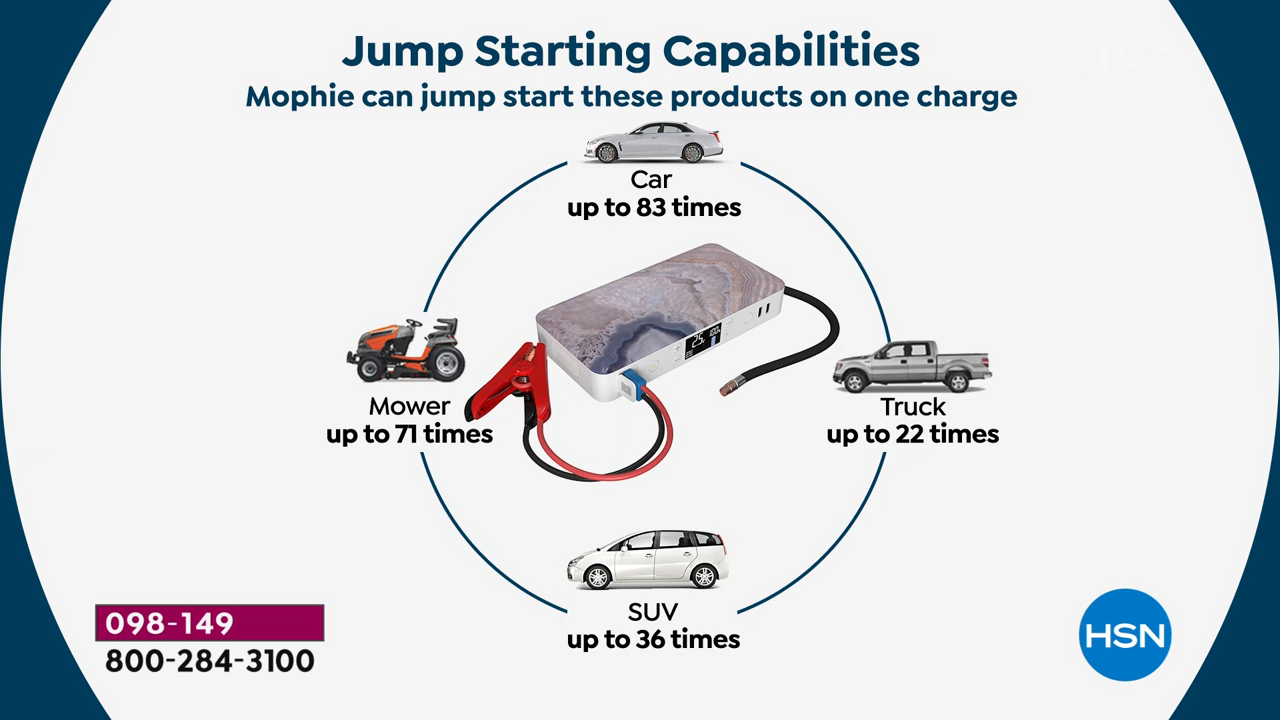 Jump Starting Capabilities
LIVE
Mophie can jump start these products on one charge
Car
up to 83 times
Mower
up to 71 times
Truck
up to 22 times
SUV
up to 36 times
098-149
800-284-3100
HSN